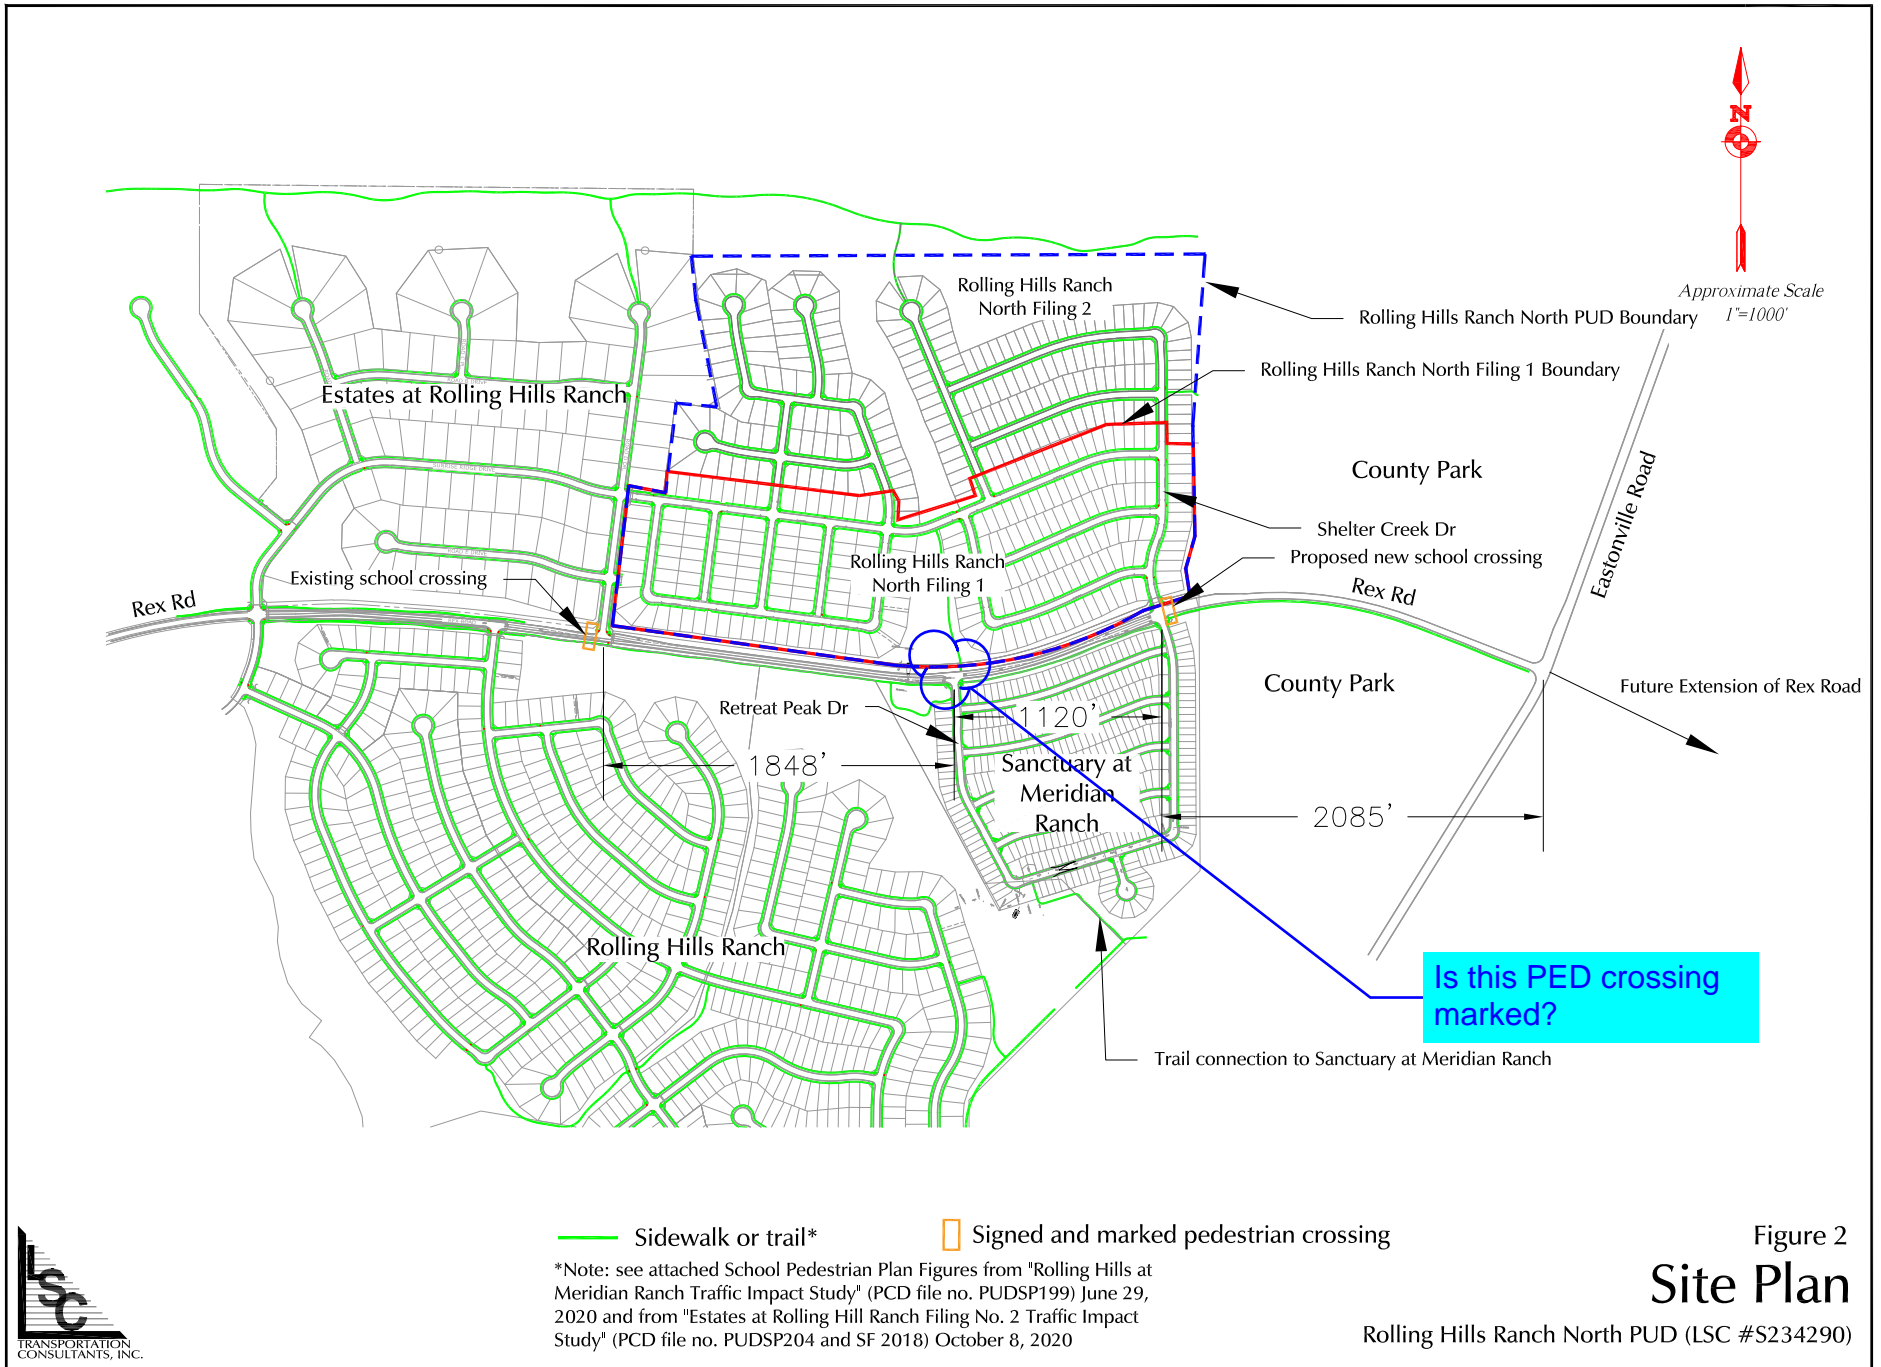 N
Approximate Scale
1"=1000'
Rolling Hills Ranch
North Filing 2
Rolling Hills Ranch North PUD Boundary
Rolling Hills Ranch North Filing 1 Boundary
Estates at Rolling Hills Ranch
SUNRISE RIDGE DRIVE
County Park
Eastonville Road
Shelter Creek Dr
Proposed new school crossing
Rolling Hills Ranch
North Filing 1
Existing school crossing
Rex Rd
Rex Rd
County Park
Future Extension of Rex Road
Retreat Peak Dr
1120'
1848'
Sanctuary at
Meridian
Ranch
2085'
Rolling Hills Ranch
Is this PED crossing
marked?
Trail connection to Sanctuary at Meridian Ranch
Sidewalk or trail*
Signed and marked pedestrian crossing
*Note: see attached School Pedestrian Plan Figures from "Rolling Hills at
Meridian Ranch Traffic Impact Study" (PCD file no. PUDSP199) June 29,
2020 and from "Estates at Rolling Hill Ranch Filing No. 2 Traffic Impact
Study" (PCD file no. PUDSP204 and SF 2018) October 8, 2020
Figure 2
Site Plan
Rolling Hills Ranch North PUD (LSC #S234290)
LSC
TRANSPORTATION
CONSULTANTS, INC.